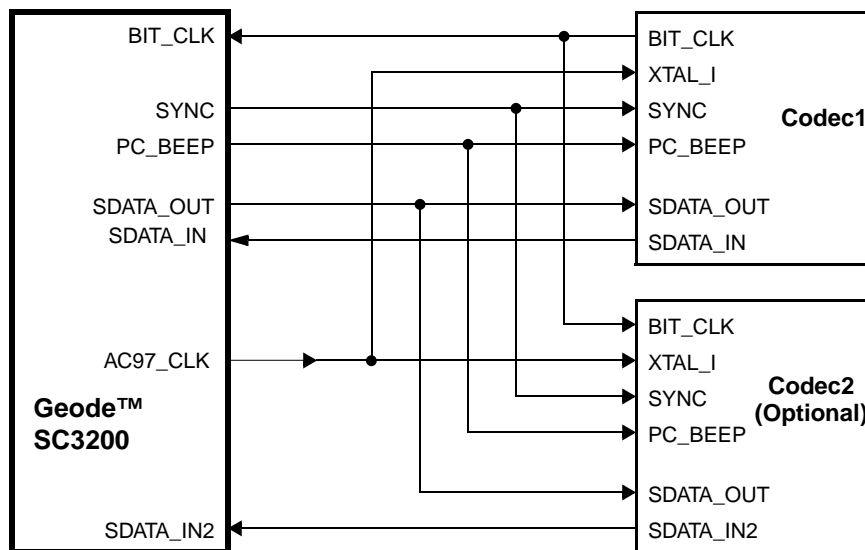 BIT_CLK
SYNC
PC_BEEP
SDATA_OUT
SDATA_IN
AC97_CLK
Geode™
SC3200
SDATA_IN2
BIT_CLK
XTAL_I
SYNC
Codec1
PC_BEEP
SDATA_OUT
SDATA_IN
BIT_CLK
XTAL_I
Codec2
SYNC
(Optional)
PC_BEEP
SDATA_OUT
SDATA_IN2